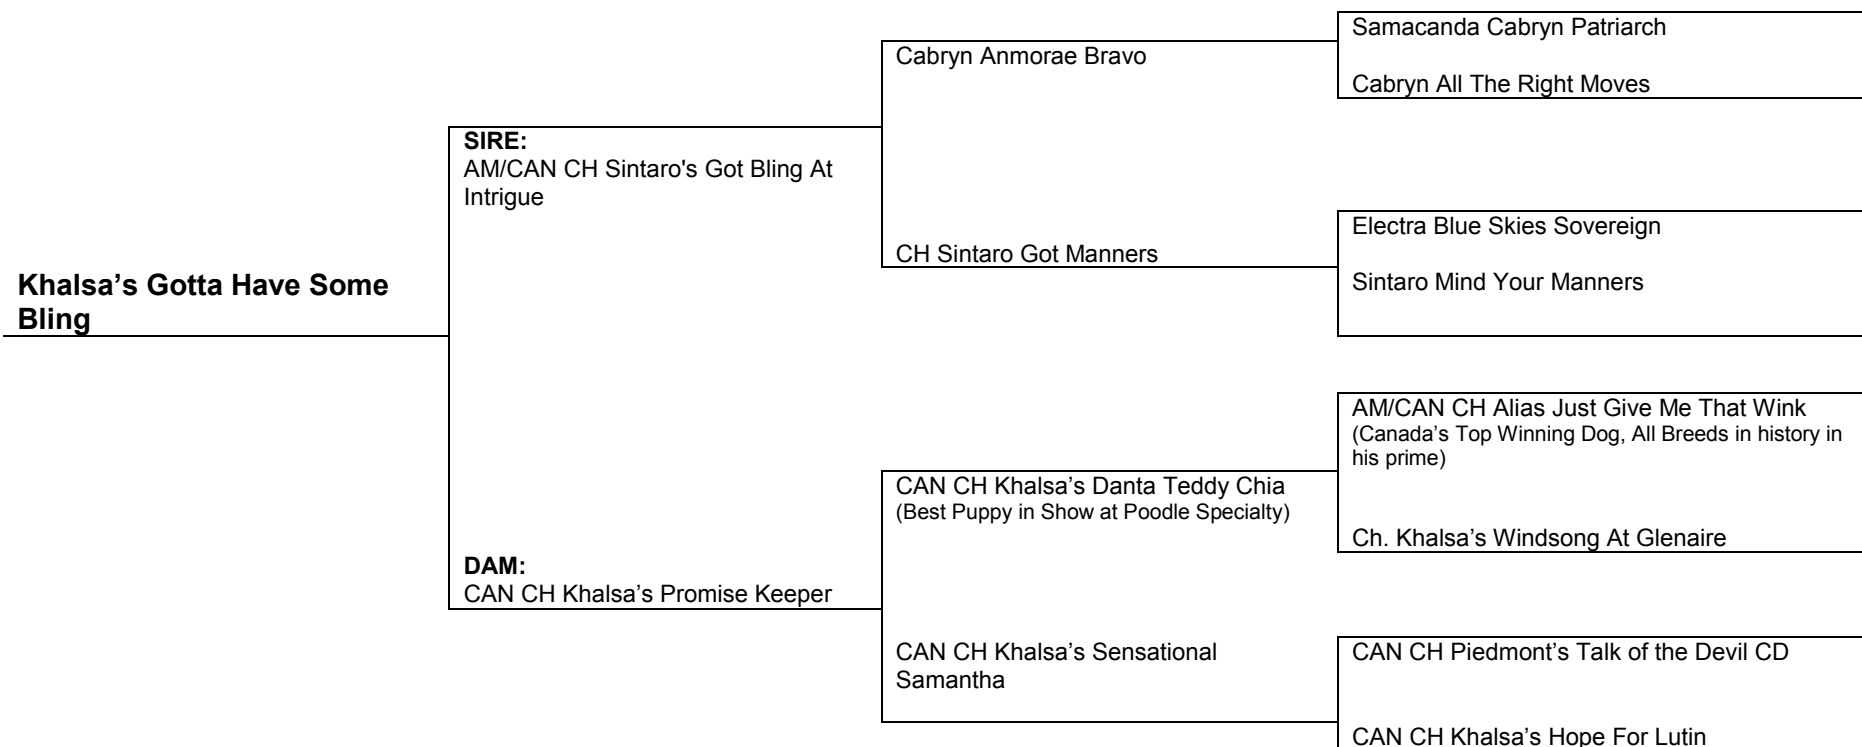 Khalsa’s Gotta Have Some
Bling
SIRE:
AM/CAN CH Sintaro's Got Bling At
Intrigue
DAM:
CAN CH Khalsa’s Promise Keeper
Cabryn Anmorae Bravo
CH Sintaro Got Manners
CAN CH Khalsa’s Danta Teddy Chia
(Best Puppy in Show at Poodle Specialty)
CAN CH Khalsa’s Sensational
Samantha
Samacanda Cabryn Patriarch
Cabryn All The Right Moves
Electra Blue Skies Sovereign
Sintaro Mind Your Manners
AM/CAN CH Alias Just Give Me That Wink
(Canada’s Top Winning Dog, All Breeds in history in
his prime)
Ch. Khalsa’s Windsong At Glenaire
CAN CH Piedmont’s Talk of the Devil CD
CAN CH Khalsa’s Hope For Lutin